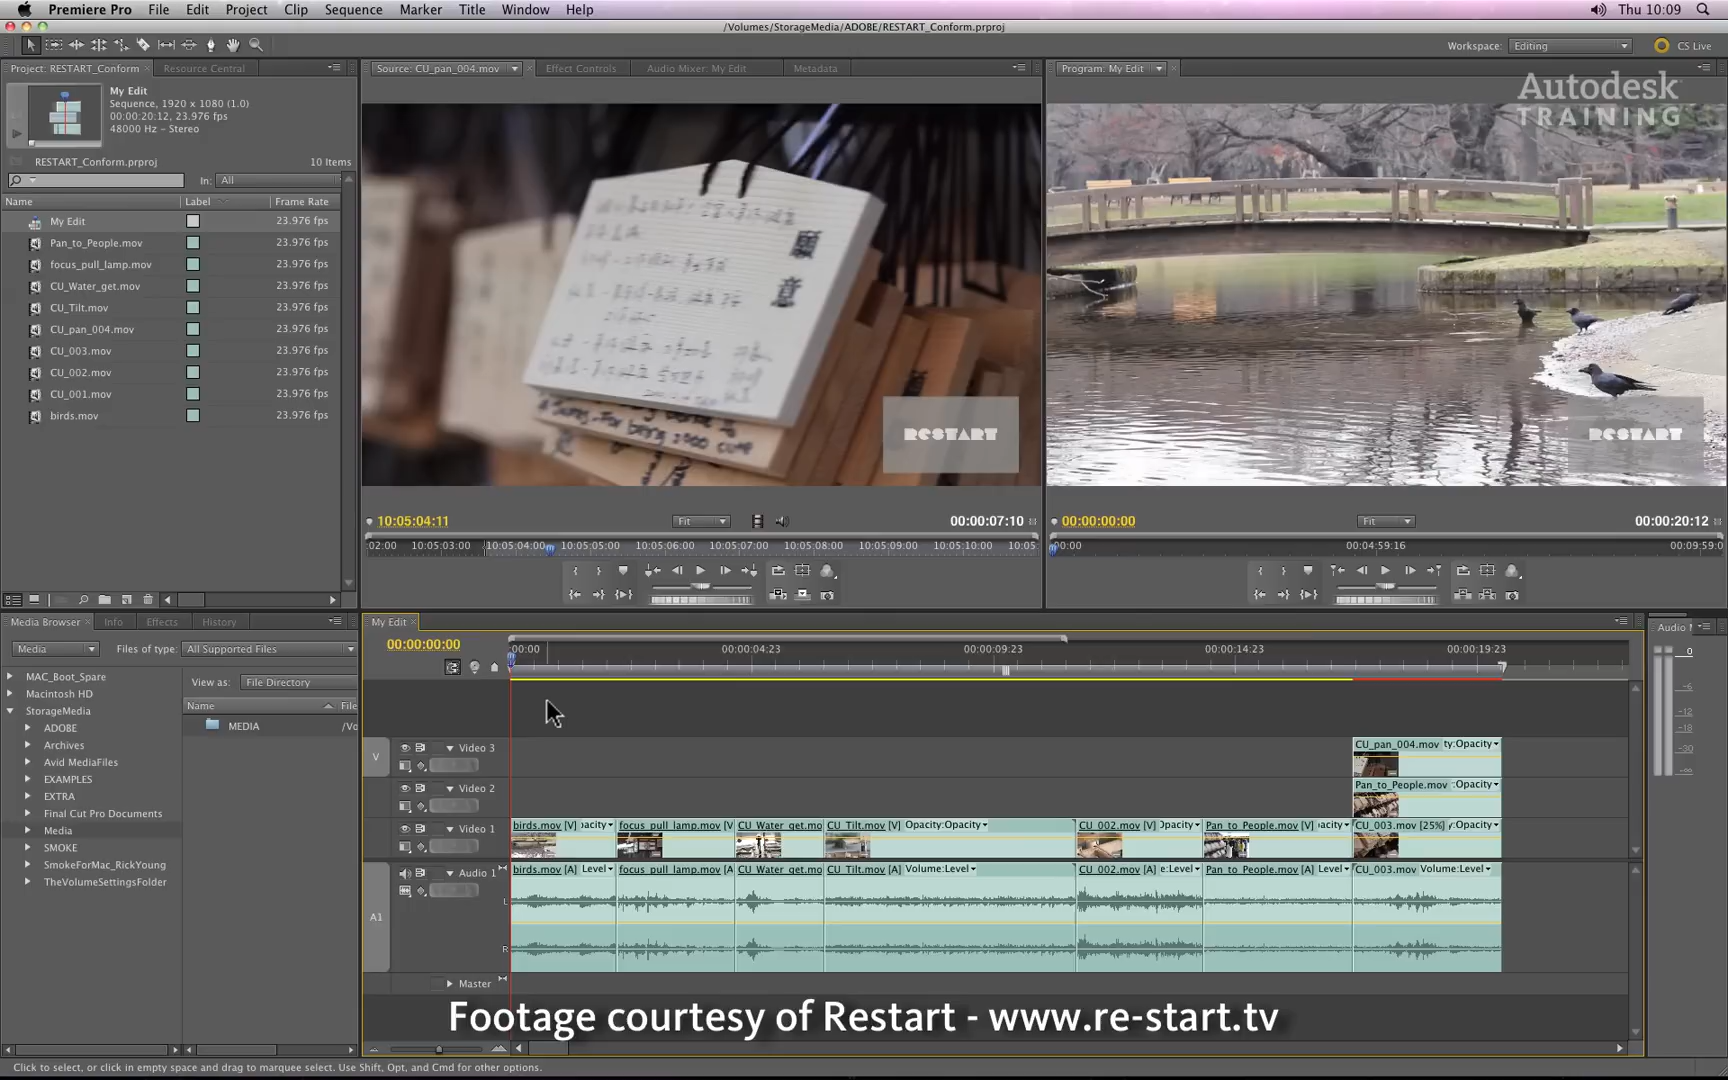 Premiere Pro File Edit Project Clip Sequence Marker Title Window Help Thu 10:09
/Volumes/StorageMedia/ADOBE/RESTART_Conform.prproj
Workspace: Editing CS Live
Project: RESTART_Conform Resource Central
My Edit
Sequence, 1920 x 1080 (1.0)
00:00:20:12, 23.976 fps
48000 Hz - Stereo
RESTART_Conform.prproj 10 Items
In: All
Name Label Frame Rate
My Edit 23.976 fps
Pan_to_People.mov 23.976 fps
focus_pull_lamp.mov 23.976 fps
CU_Water_get.mov 23.976 fps
CU_Tilt.mov 23.976 fps
CU_pan_004.mov 23.976 fps
CU_003.mov 23.976 fps
CU_002.mov 23.976 fps
CU_001.mov 23.976 fps
birds.mov 23.976 fps
Source: CU_pan_004.mov Effect Controls Audio Mixer: My Edit Metadata
願意
RESTART
10:05:04:11 Fit 00:00:07:10
:02:00 10:05:03:00 10:05:04:00 10:05:05:00 10:05:06:00 10:05:07:00 10:05:08:00 10:05:09:00 10:05:10:00 10:05
Program: My Edit
Autodesk
TRAINING
RESTART
00:00:00:00 Fit 00:00:20:12
00:00 00:04:59:16 00:09:59:0
Media Browser Info Effects History
Media Files of type: All Supported Files
View as: File Directory
Name File
MEDIA /Vo
MAC_Boot_Spare
Macintosh HD
StorageMedia
ADOBE
Archives
Avid MediaFiles
EXAMPLES
EXTRA
Final Cut Pro Documents
Media
SMOKE
SmokeForMac_RickYoung
TheVolumeSettingsFolder
My Edit
00:00:00:00
00:00 00:00:04:23 00:00:09:23 00:00:14:23 00:00:19:23
V Video 3 CU_pan_004.mov ty:Opacity
Video 2 Pan_to_People.mov :Opacity
Video 1 birds.mov [V] pacity focus_pull_lamp.mov [V CU_Water_get.mo CU_Tilt.mov [V] Opacity:Opacity CU_002.mov [V] Opacity Pan_to_People.mov [V] acity CU_003.mov [25%] y:Opacity
Audio 1 birds.mov [A] Level focus_pull_lamp.mov [A CU_Water_get.mo CU_Tilt.mov [A] Volume:Level CU_002.mov [A] e:Level Pan_to_People.mov [A] Level CU_003.mov Volume:Level
A1 L R
Master
Audio M
0
-6
-12
-18
-30
-∞
Footage courtesy of Restart - www.re-start.tv
Click to select, or click in empty space and drag to marquee select. Use Shift, Opt, and Cmd for other options.